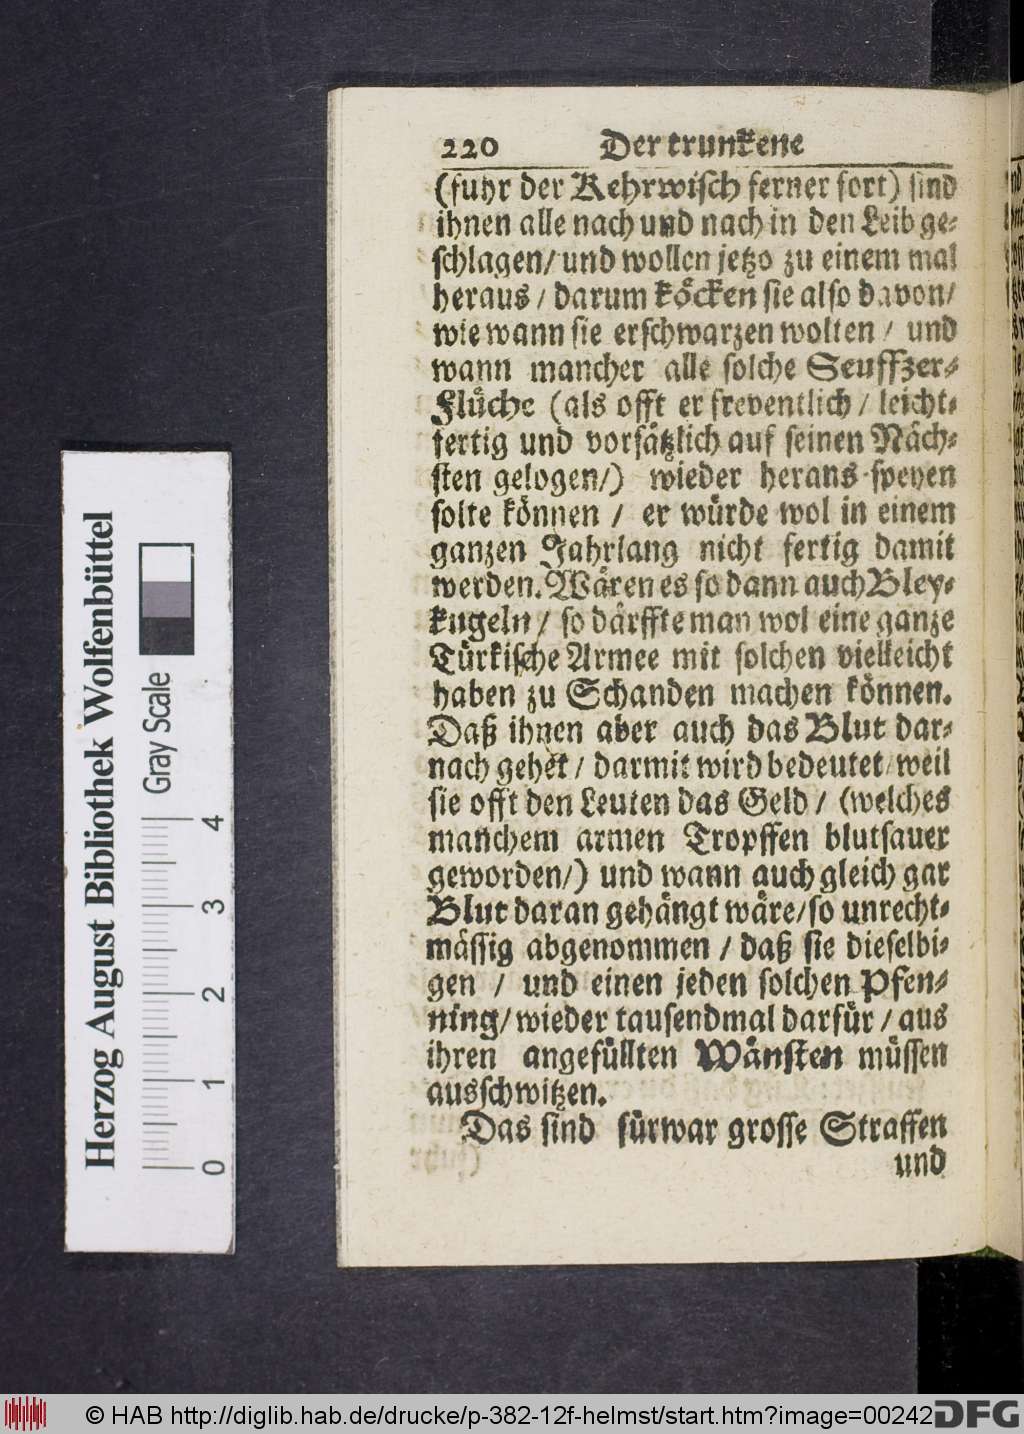 220 Der trunkene
(fuhr der Kehrwisch ferner fort) sind
ihnen alle nach und nach in den Leib ge-
schlagen/ und wollen jetzo zu einem mal
heraus / darum köcken sie also davon/
wie wann sie erschwarzen wolten / und
wann mancher alle solche Seuffzer-
Flüche (als offt er freventlich / leicht-
fertig und vorsätzlich auf seinen Näch-
sten gelogen/) wieder herans speyen
solte können / er würde wol in einem
ganzen Jahrlang nicht fertig damit
werden. Wären es so dann auch Bley-
kugeln / so därffte man wol eine ganze
Türkische Armee mit solchen vielleicht
haben zu Schanden machen können.
Daß ihnen aber auch das Blut dar-
nach gehet / darmit wird bedeutet/ weil
sie offt den Leuten das Geld / (welches
manchem armen Tropffen blutsauer
geworden/) und wann auch gleich gar
Blut daran gehängt wäre/ so unrecht-
mässig abgenommen / daß sie dieselbi-
gen / und einen jeden solchen Pfen-
ning/ wieder tausendmal darfür / aus
ihren angefüllten Wänsten müssen
ausschwitzen.
Das sind fürwar grosse Straffen
und
Herzog August Bibliothek Wolfenbüttel
Gray Scale
0 1 2 3 4
© HAB http://diglib.hab.de/drucke/p-382-12f-helmst/start.htm?image=00242
DFG